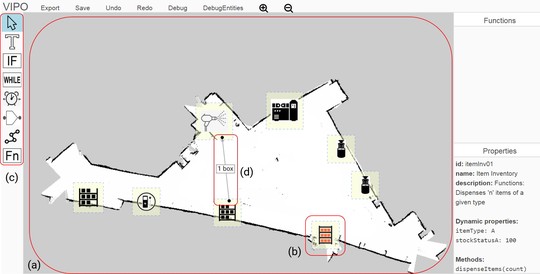 VIPO Export Save Undo Redo Debug DebugEntities
Functions
T
IF
WHILE
Fn
(c)
1 box
(d)
(b)
(a)
Properties
id: itemInv01
name: Item Inventory
description: Functions:
Dispenses 'n' items of a
given type
Dynamic properties:
itemType: A
stockStatusA: 100
Methods:
dispenseItems(count)